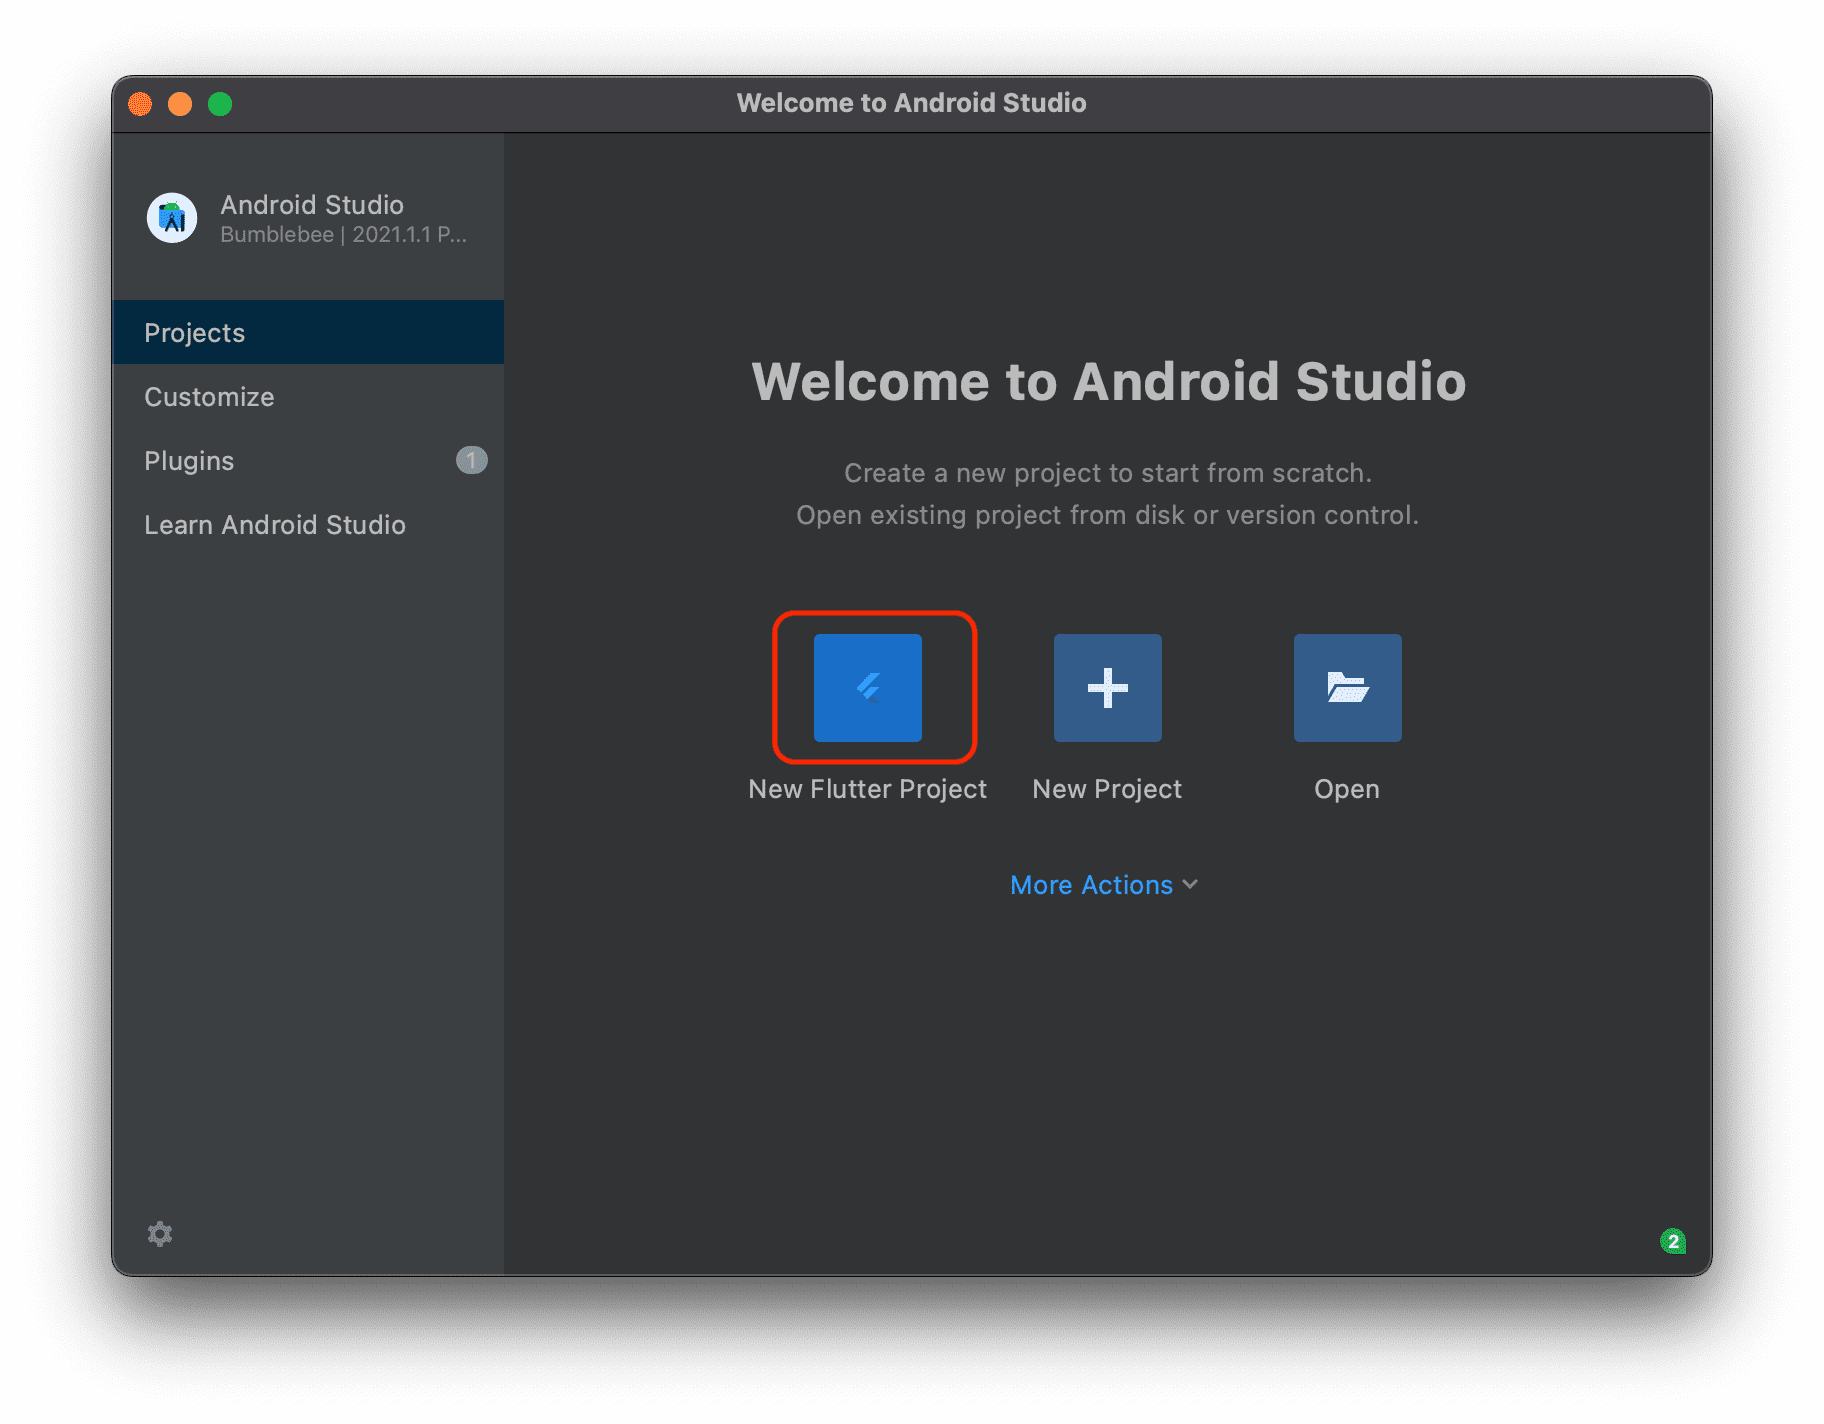 Welcome to Android Studio
Android Studio
Bumblebee | 2021.1.1 P...
Projects
Customize
Plugins
1
Learn Android Studio
Welcome to Android Studio
Create a new project to start from scratch.
Open existing project from disk or version control.
New Flutter Project
New Project
Open
More Actions
2